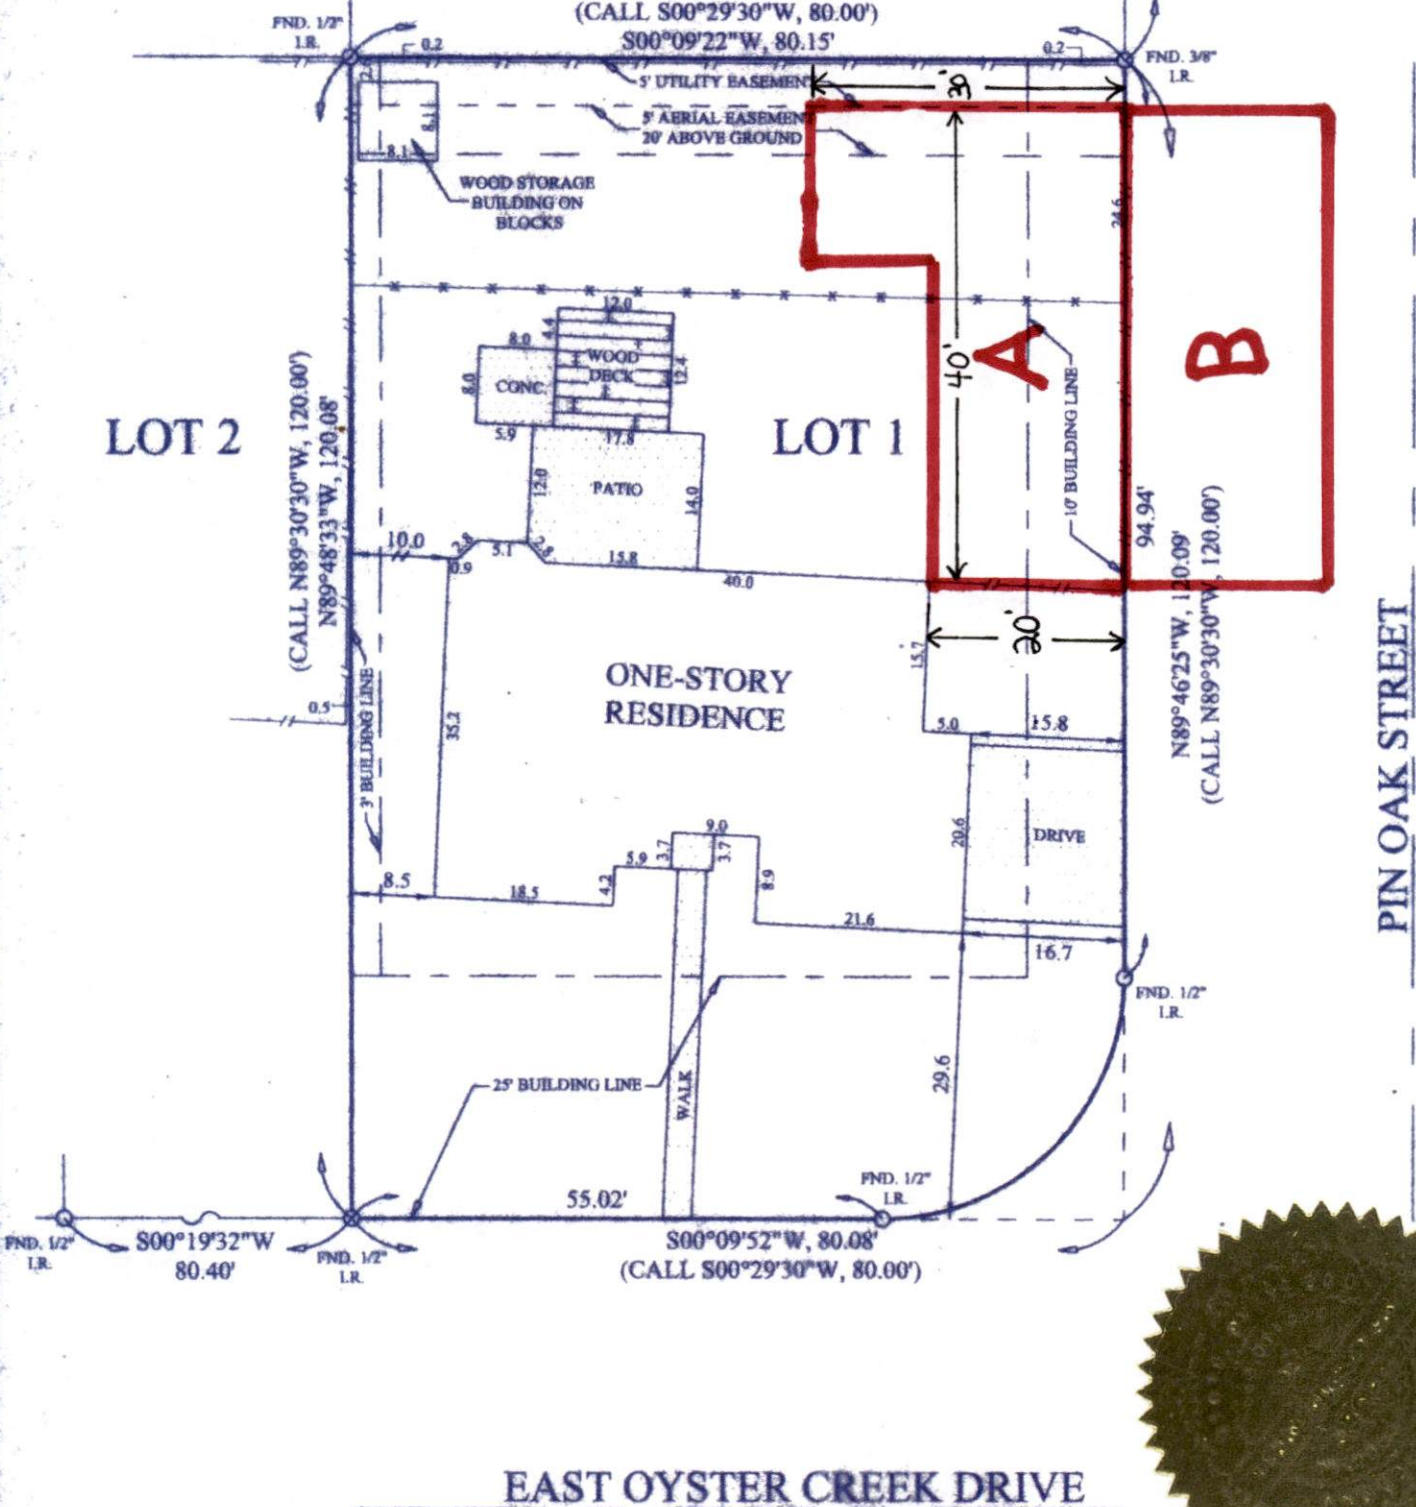 (CALL S00°29'30"W, 80.00')
S00°09'22"W, 80.15'
FND. 1/2"
I.R.
0.2
0.2
FND. 3/8"
I.R.
5' UTILITY EASEMENT
30'
5' AERIAL EASEMENT
20' ABOVE GROUND
8.1
8.1
WOOD STORAGE
BUILDING ON
BLOCKS
24.6
12.0
4.4
8.0
WOOD
DECK
12.4
8.0
CONC.
5.9
17.8
40'
A
B
LOT 2
LOT 1
(CALL N89°30'30"W, 120.00')
N89°48'33"W, 120.08'
10' BUILDING LINE
12.0
PATIO
14.0
94.94'
N89°46'25"W, 120.09'
(CALL N89°30'30"W, 120.00')
10.0
2.8
5.1
2.8
15.8
0.9
40.0
20'
15.7
ONE-STORY
RESIDENCE
0.5
3' BUILDING LINE
35.2
5.0
15.8
PIN OAK STREET
20.6
DRIVE
9.0
5.9
3.7
3.7
8.5
18.5
4.2
8.9
21.6
16.7
FND. 1/2"
I.R.
25' BUILDING LINE
WALK
29.6
FND. 1/2"
I.R.
55.02'
FND. 1/2"
I.R.
S00°19'32"W
80.40'
FND. 1/2"
I.R.
S00°09'52"W, 80.08'
(CALL S00°29'30"W, 80.00')
EAST OYSTER CREEK DRIVE